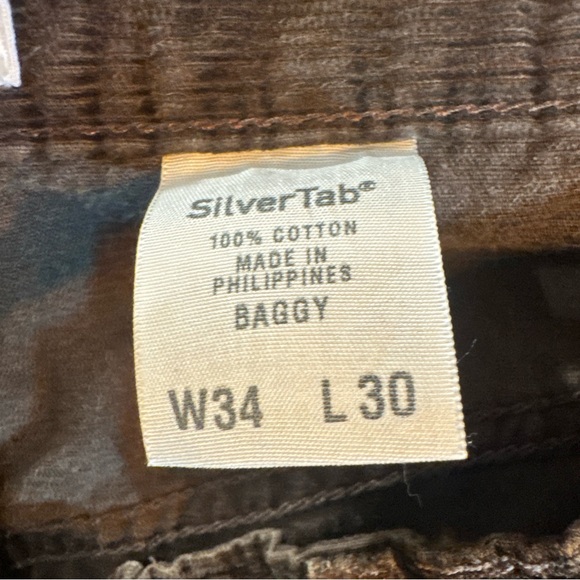 SilverTab®
100% COTTON
MADE IN
PHILIPPINES
BAGGY
W34 L30